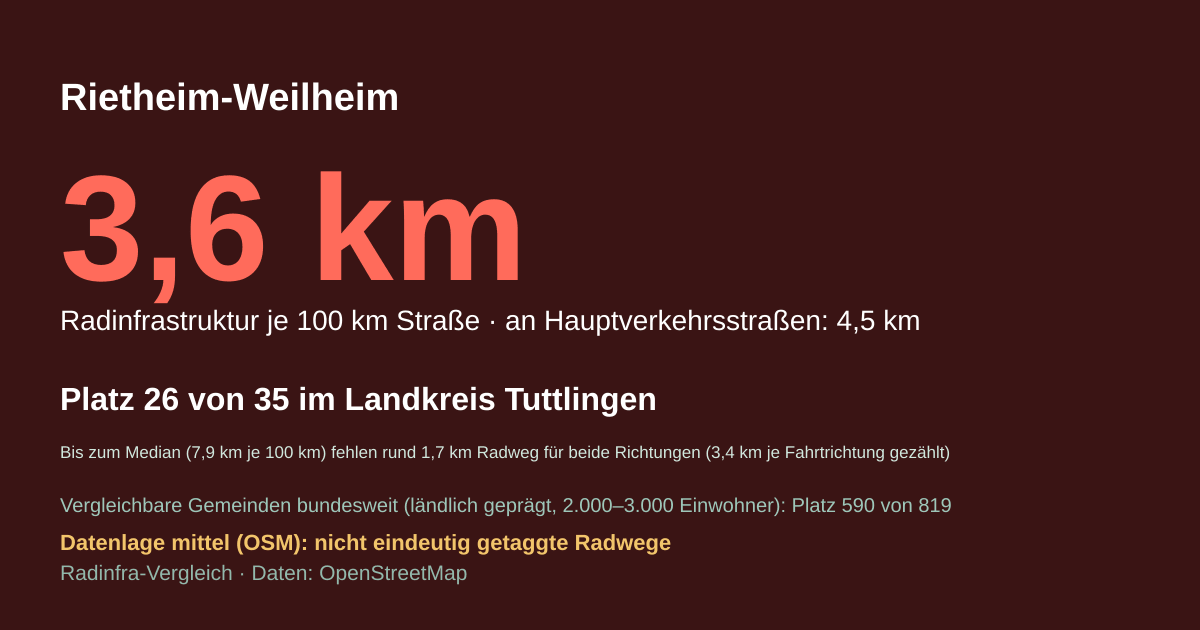 Rietheim-Weilheim
3,6 km
Radinfrastruktur je 100 km Straße · an Hauptverkehrsstraßen: 4,5 km
Platz 26 von 35 im Landkreis Tuttlingen
Bis zum Median (7,9 km je 100 km) fehlen rund 1,7 km Radweg für beide Richtungen (3,4 km je Fahrtrichtung gezählt)
Vergleichbare Gemeinden bundesweit (ländlich geprägt, 2.000–3.000 Einwohner): Platz 590 von 819
Datenlage mittel (OSM): nicht eindeutig getaggte Radwege
Radinfra-Vergleich · Daten: OpenStreetMap